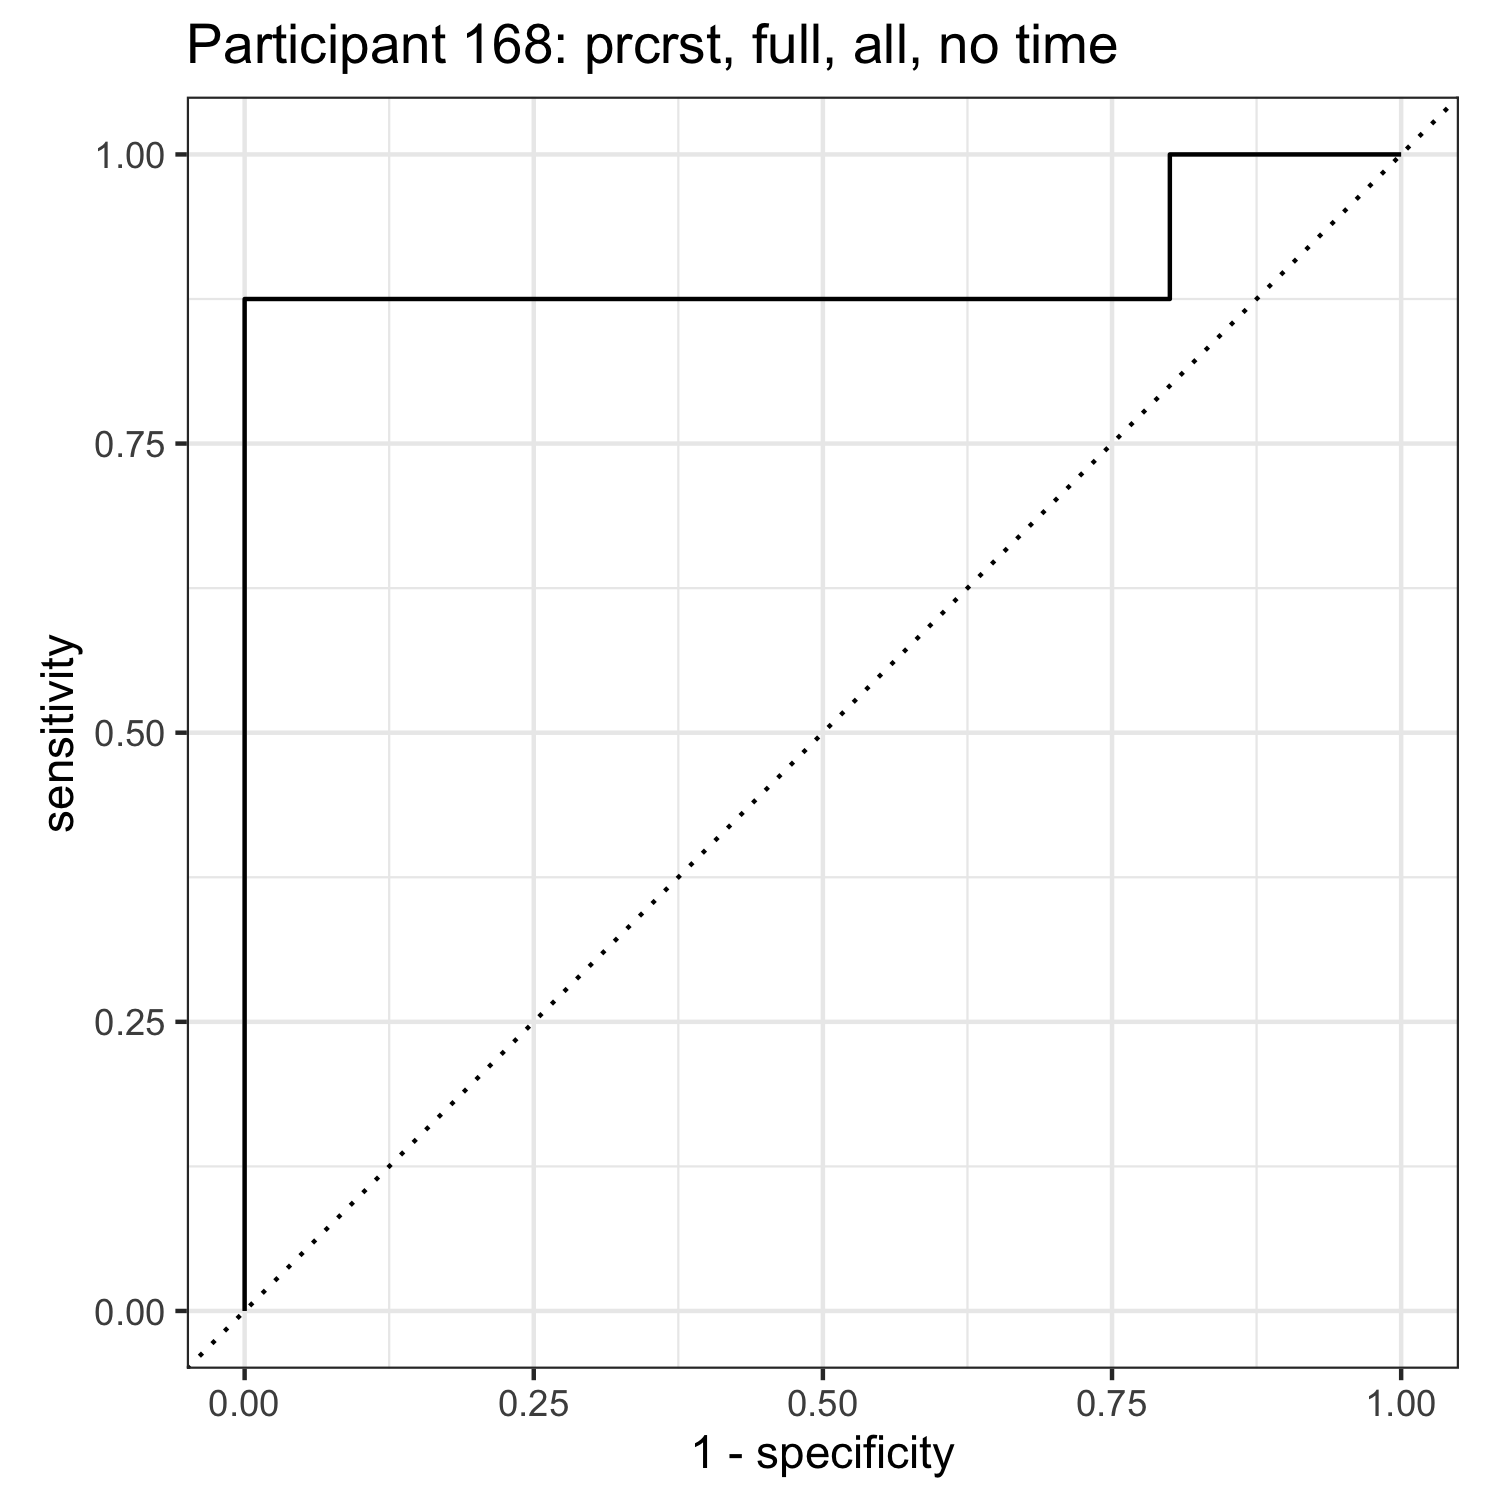 Participant 168: prcrst, full, all, no time
1.00
0.75
0.50
0.25
0.00
sensitivity
0.00 0.25 0.50 0.75 1.00
1 - specificity